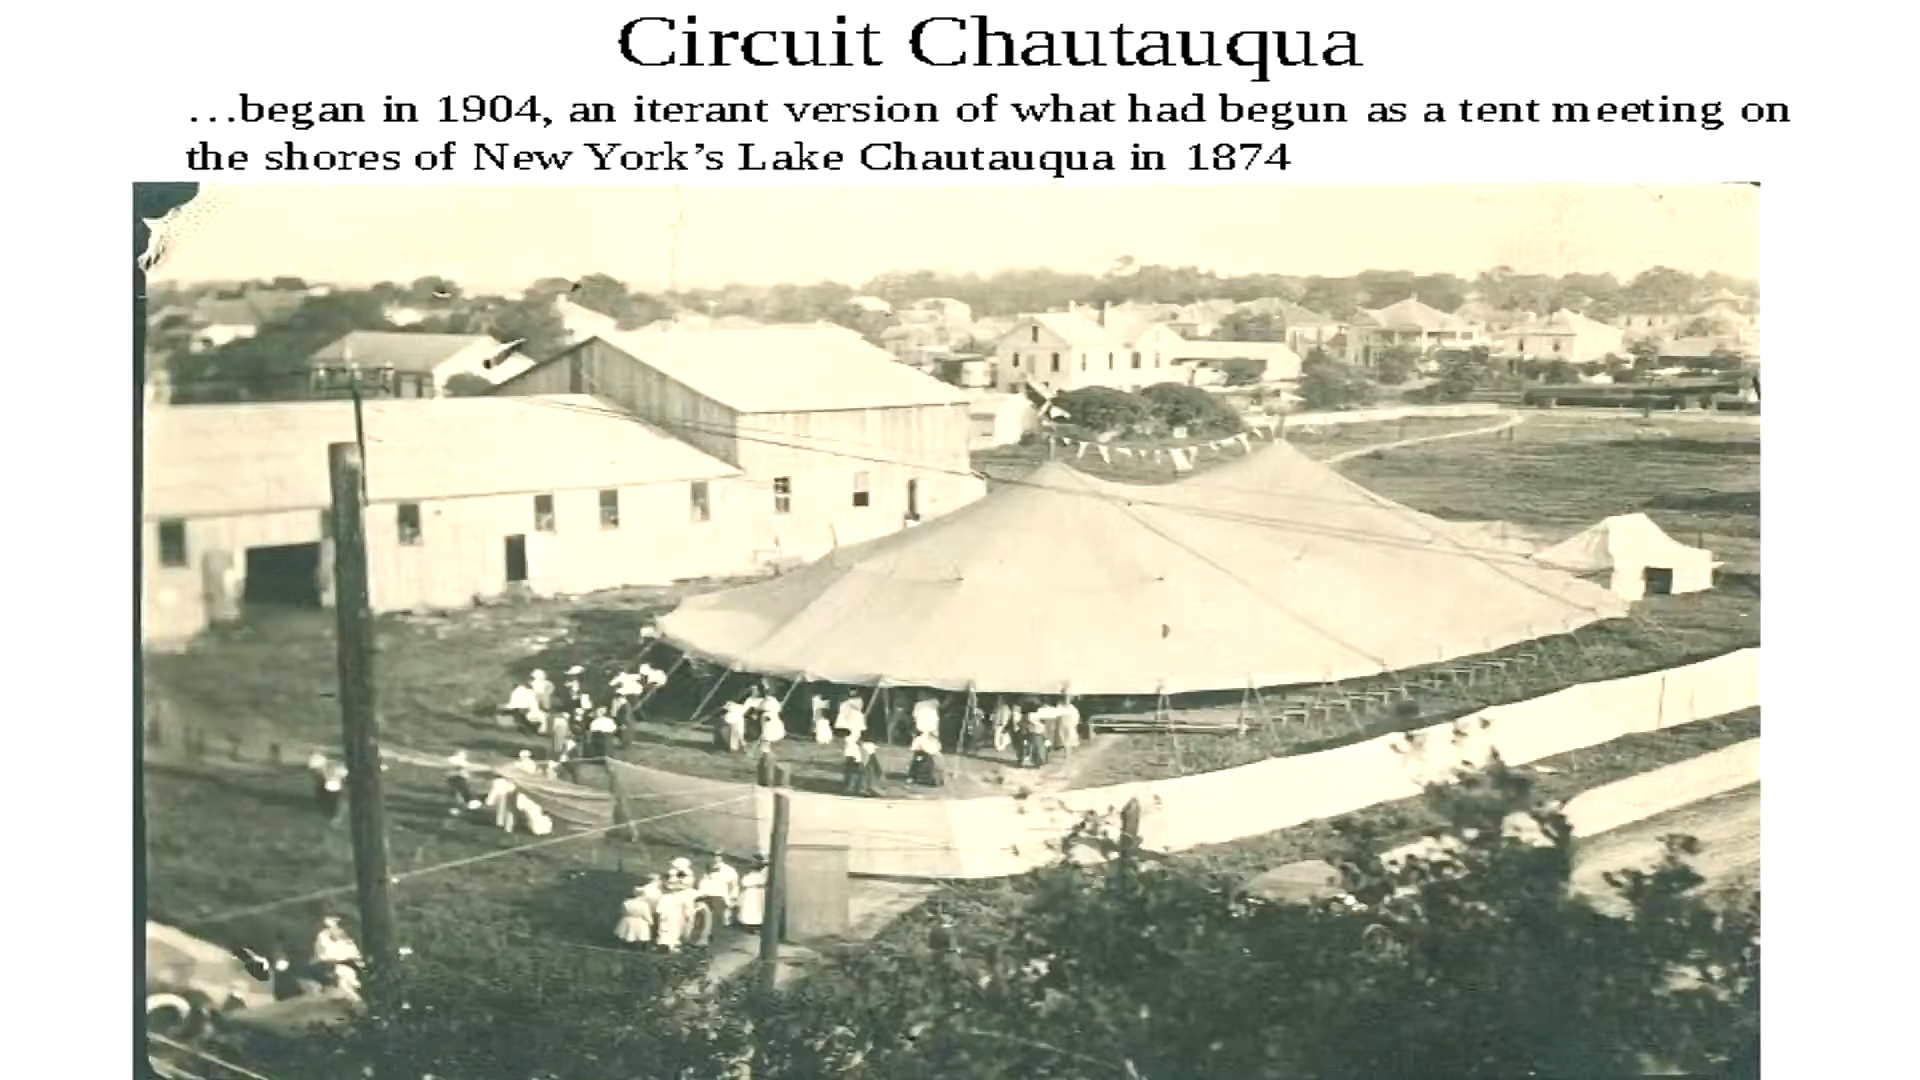 Circuit Chautauqua
…began in 1904, an iterant version of what had begun as a tent meeting on
the shores of New York’s Lake Chautauqua in 1874